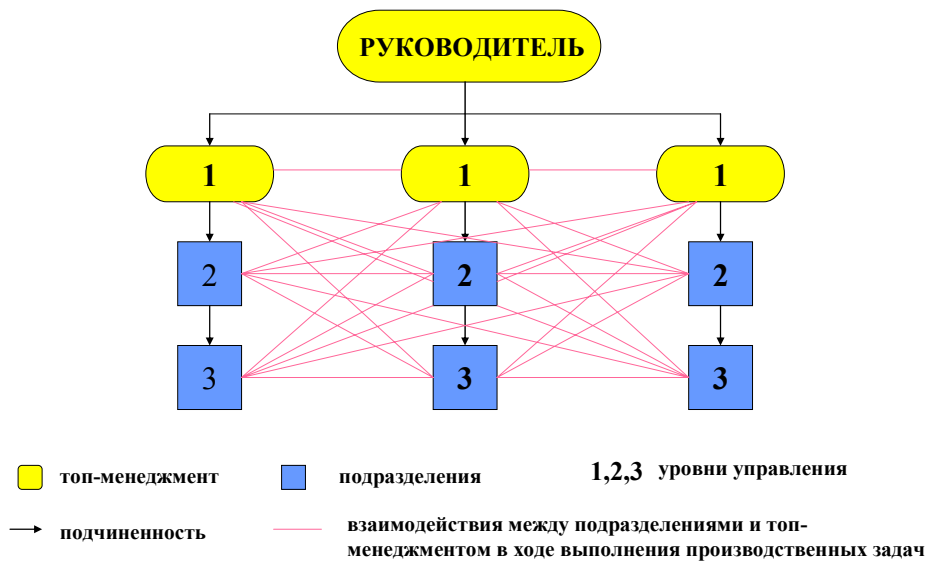 РУКОВОДИТЕЛЬ
1 1 1
2 2 2
3 3 3
топ-менеджмент подразделения 1,2,3 уровни управления
подчиненность взаимодействия между подразделениями и топ-
менеджментом в ходе выполнения производственных задач